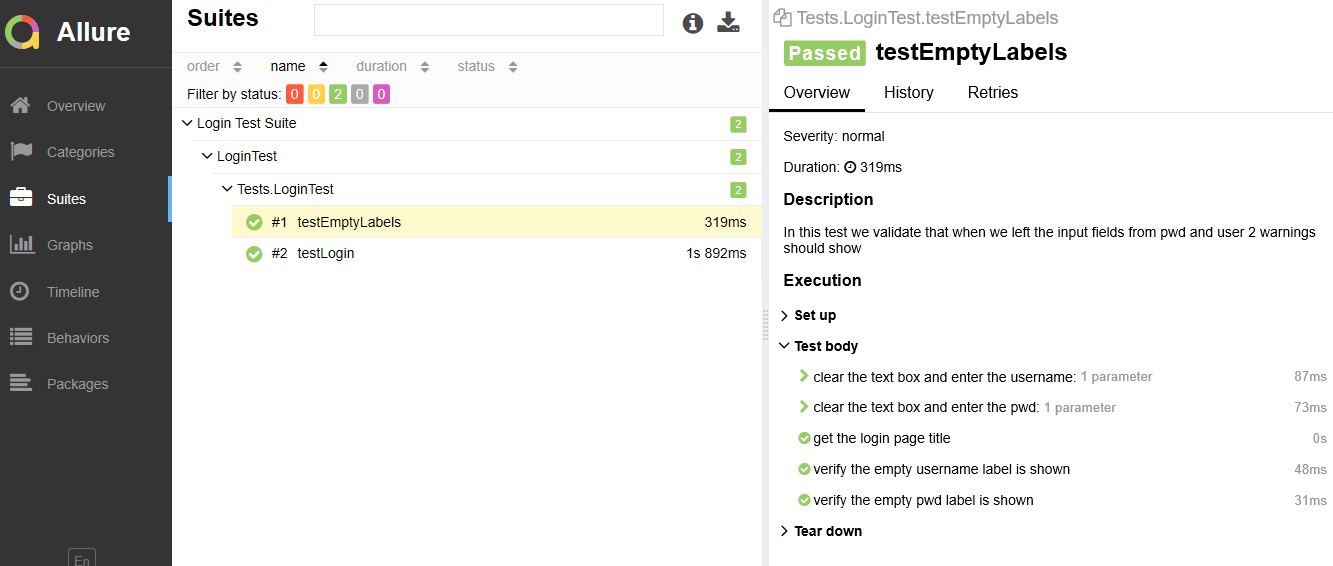 Allure
Overview
Categories
Suites
Graphs
Timeline
Behaviors
Packages
En
Suites
order name duration status
Filter by status: 0 0 2 0 0
Login Test Suite 2
LoginTest 2
Tests.LoginTest 2
#1 testEmptyLabels 319ms
#2 testLogin 1s 892ms
Tests.LoginTest.testEmptyLabels
Passed testEmptyLabels
Overview History Retries
Severity: normal
Duration: 319ms
Description
In this test we validate that when we left the input fields from pwd and user 2 warnings
should show
Execution
Set up
Test body
clear the text box and enter the username: 1 parameter 87ms
clear the text box and enter the pwd: 1 parameter 73ms
get the login page title 0s
verify the empty username label is shown 48ms
verify the empty pwd label is shown 31ms
Tear down